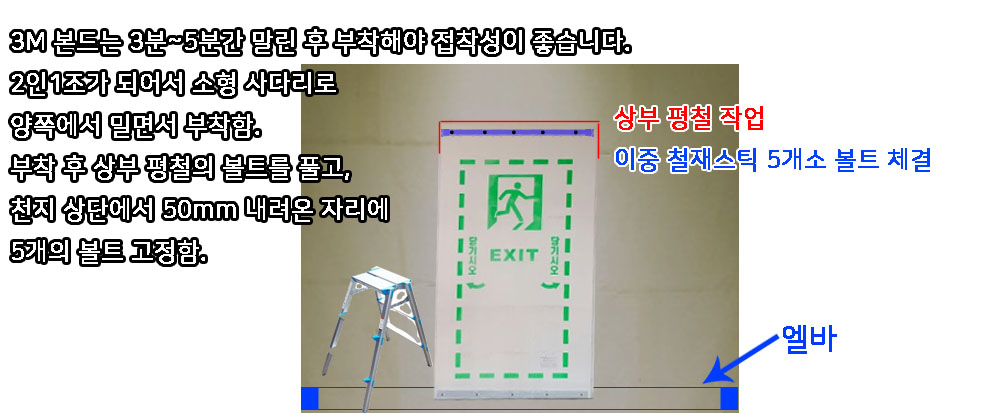 3M 본드는 3분~5분간 말린 후 부착해야 접착성이 좋습니다.
2인1조가 되어서 소형 사다리로
양쪽에서 밀면서 부착함.
부착 후 상부 평철의 볼트를 풀고,
천지 상단에서 50mm 내려온 자리에
5개의 볼트 고정함.
상부 평철 작업
이중 철재스틱 5개소 볼트 체결
당기시오
EXIT
당기시오
엘바